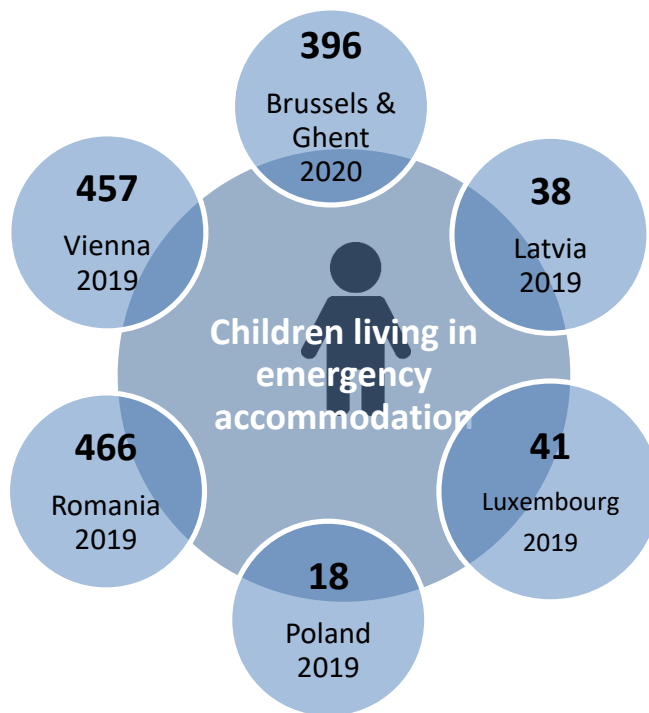 396
Brussels &
Ghent
2020
457
Vienna
2019
38
Latvia
2019
Children living in
emergency
accommodation
466
Romania
2019
41
Luxembourg
2019
18
Poland
2019